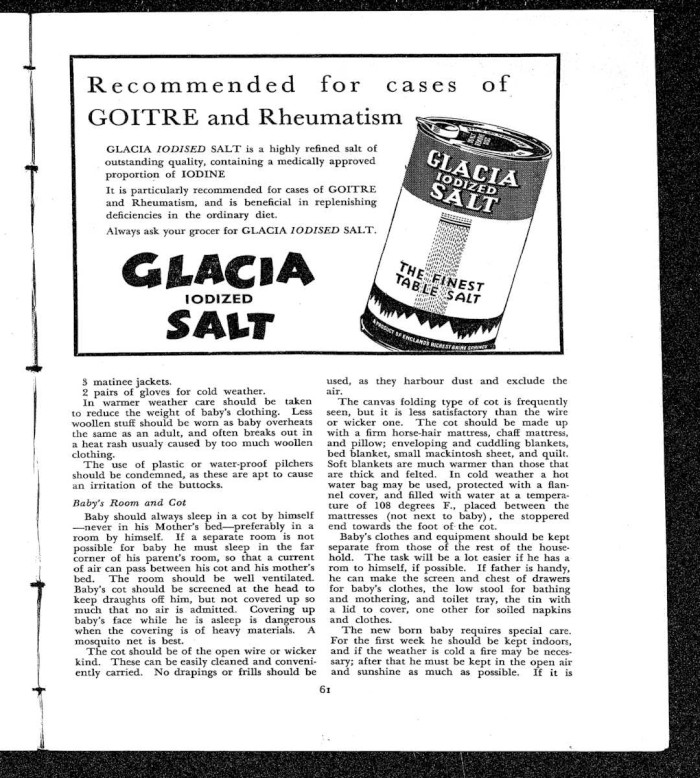 Recommended for cases of
GOITRE and Rheumatism
GLACIA IODISED SALT is a highly refined salt of
outstanding quality, containing a medically approved
proportion of IODINE
It is particularly recommended for cases of GOITRE
and Rheumatism, and is beneficial in replenishing
deficiencies in the ordinary diet.
Always ask your grocer for GLACIA IODISED SALT.
GLACIA
IODIZED
SALT
GLACIA
IODIZED
SALT
THE FINEST
TABLE SALT
A PRODUCT OF ENGLANDS RICHEST BRINE SPRINGS
3 matinee jackets.
2 pairs of gloves for cold weather.
In warmer weather care should be taken
to reduce the weight of baby's clothing. Less
woollen stuff should be worn as baby overheats
the same as an adult, and often breaks out in
a heat rash usualy caused by too much woollen
clothing.
The use of plastic or water-proof pilchers
should be condemned, as these are apt to cause
an irritation of the buttocks.
Baby's Room and Cot
Baby should always sleep in a cot by himself
—never in his Mother's bed—preferably in a
room by himself. If a separate room is not
possible for baby he must sleep in the far
corner of his parent's room, so that a current
of air can pass between his cot and his mother's
bed. The room should be well ventilated.
Baby's cot should be screened at the head to
keep draughts off him, but not covered up so
much that no air is admitted. Covering up
baby's face while he is asleep is dangerous
when the covering is of heavy materials. A
mosquito net is best.
The cot should be of the open wire or wicker
kind. These can be easily cleaned and conveni-
ently carried. No drapings or frills should be
used, as they harbour dust and exclude the
air.
The canvas folding type of cot is frequently
seen, but it is less satisfactory than the wire
or wicker one. The cot should be made up
with a firm horse-hair mattress, chaff mattress,
and pillow; enveloping and cuddling blankets,
bed blanket, small mackintosh sheet, and quilt.
Soft blankets are much warmer than those that
are thick and felted. In cold weather a hot
water bag may be used, protected with a flan-
nel cover, and filled with water at a tempera-
ture of 108 degrees F., placed between the
mattresses (not next to baby), the stoppered
end towards the foot of the cot.
Baby's clothes and equipment should be kept
separate from those of the rest of the house-
hold. The task will be a lot easier if he has a
rom to himself, if possible. If father is handy,
he can make the screen and chest of drawers
for baby's clothes, the low stool for bathing
and mothering, and toilet tray, the tin with
a lid to cover, one other for soiled napkins
and clothes.
The new born baby requires special care.
For the first week he should be kept indoors,
and if the weather is cold a fire may be neces-
sary; after that he must be kept in the open air
and sunshine as much as possible. If it is
61